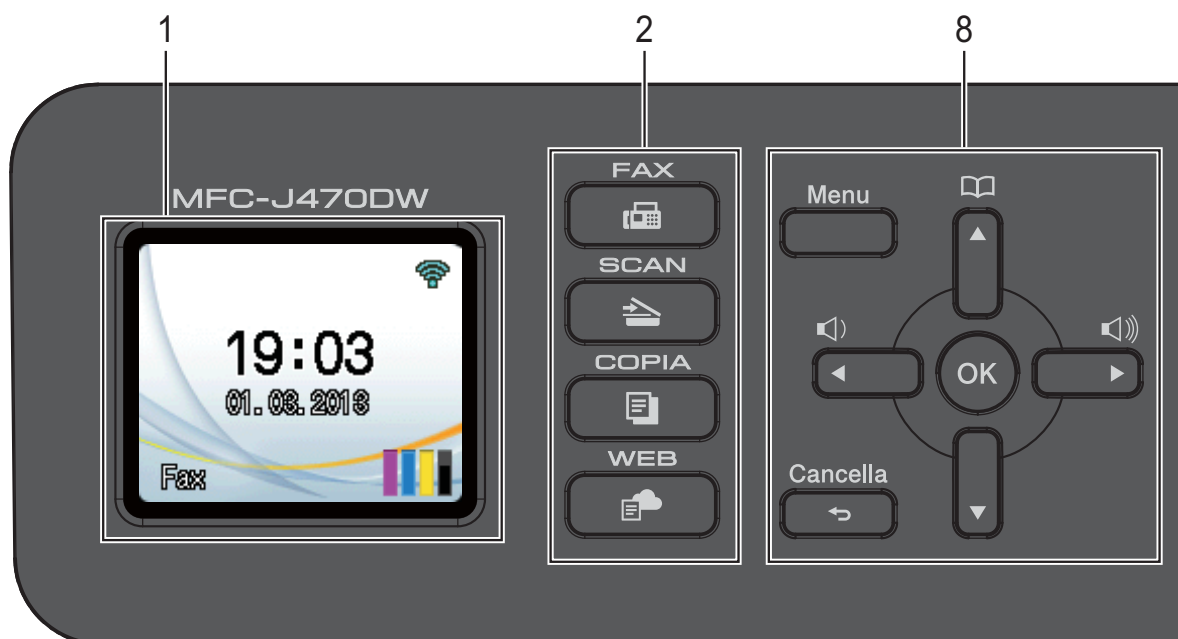 1 2 8
MFC-J470DW
19:03
01.03.2013
Fax
FAX
SCAN
COPIA
WEB
Menu
OK
Cancella